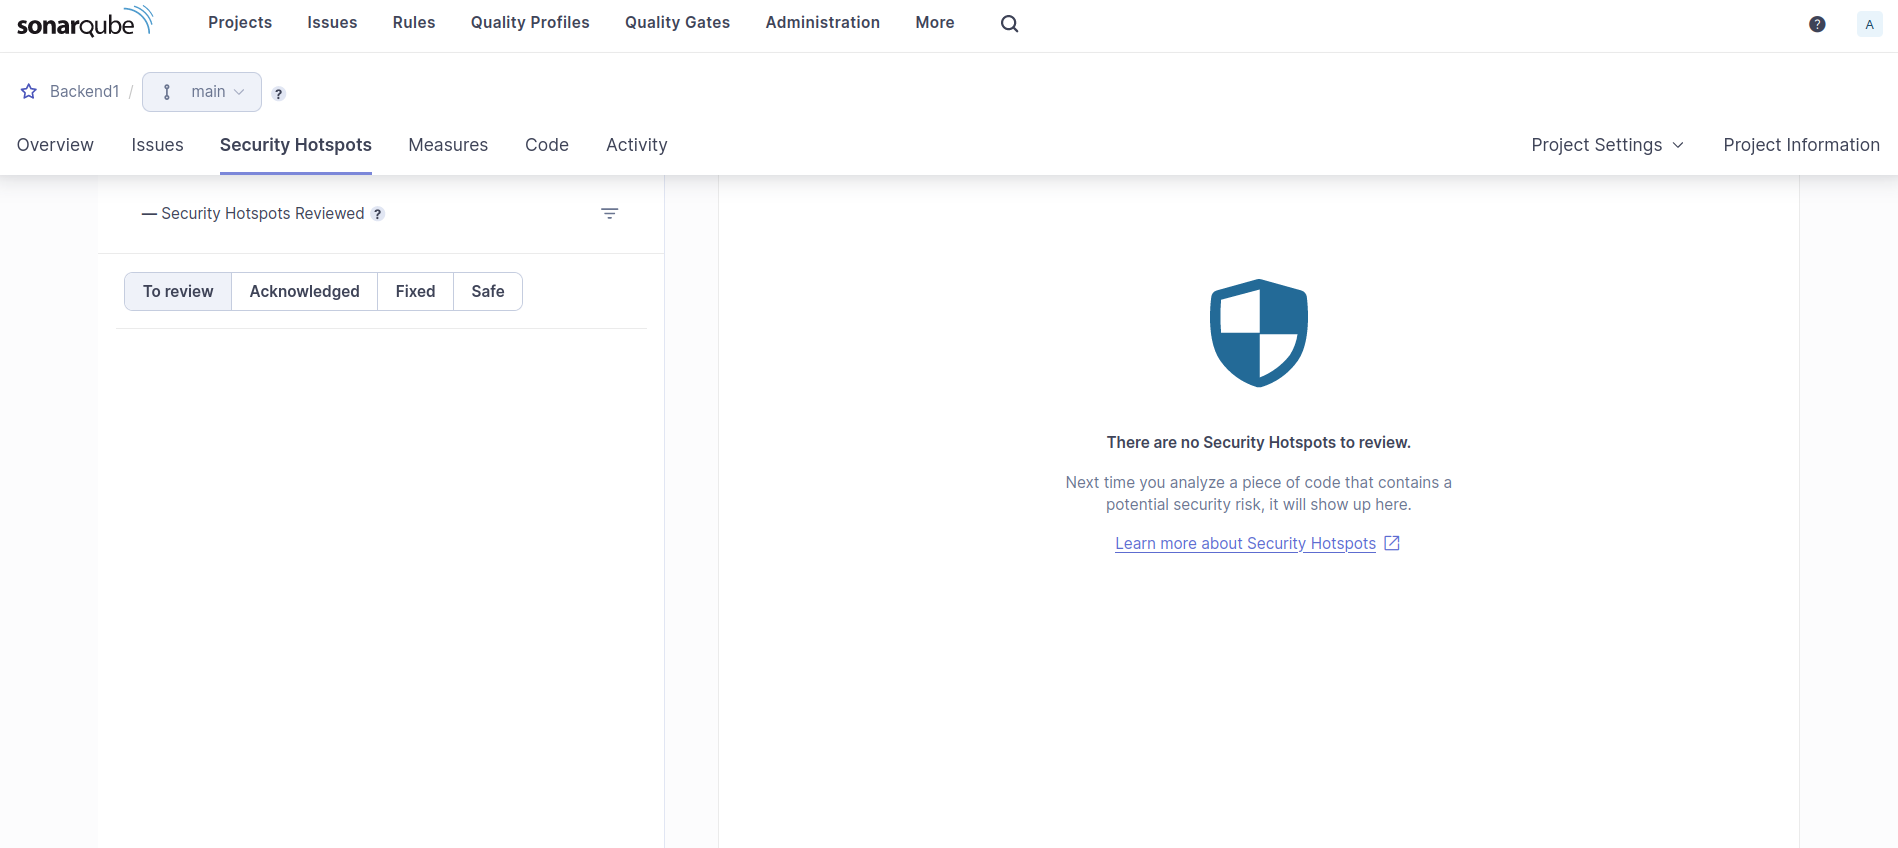 sonarqube Projects Issues Rules Quality Profiles Quality Gates Administration More ? A
Backend1 / main ?
Overview Issues Security Hotspots Measures Code Activity Project Settings Project Information
— Security Hotspots Reviewed ?
To review Acknowledged Fixed Safe
There are no Security Hotspots to review.
Next time you analyze a piece of code that contains a
potential security risk, it will show up here.
Learn more about Security Hotspots